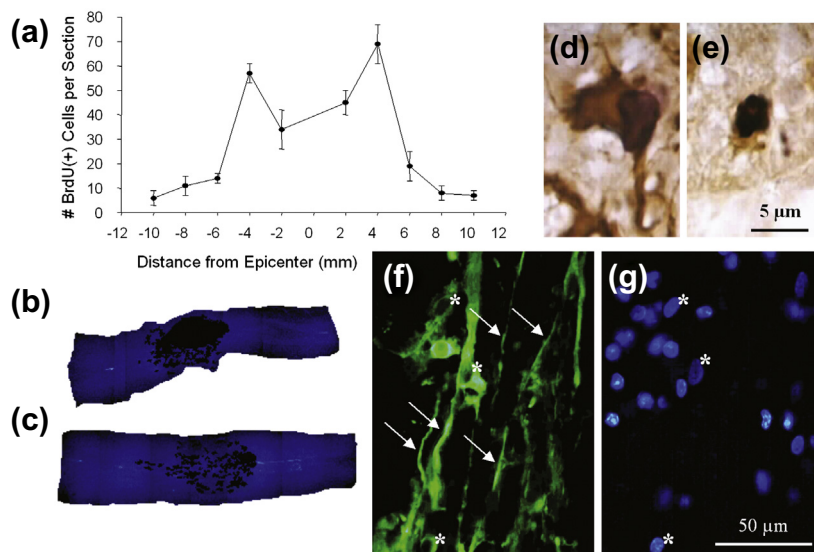 (a)
# BrdU(+) Cells per Section
80
70
60
50
40
30
20
10
0
-12 -10 -8 -6 -4 -2 0 2 4 6 8 10 12
Distance from Epicenter (mm)
(b)
(c)
(d)
(e)
5 µm
(f)
*
*
*
(g)
*
*
*
50 µm